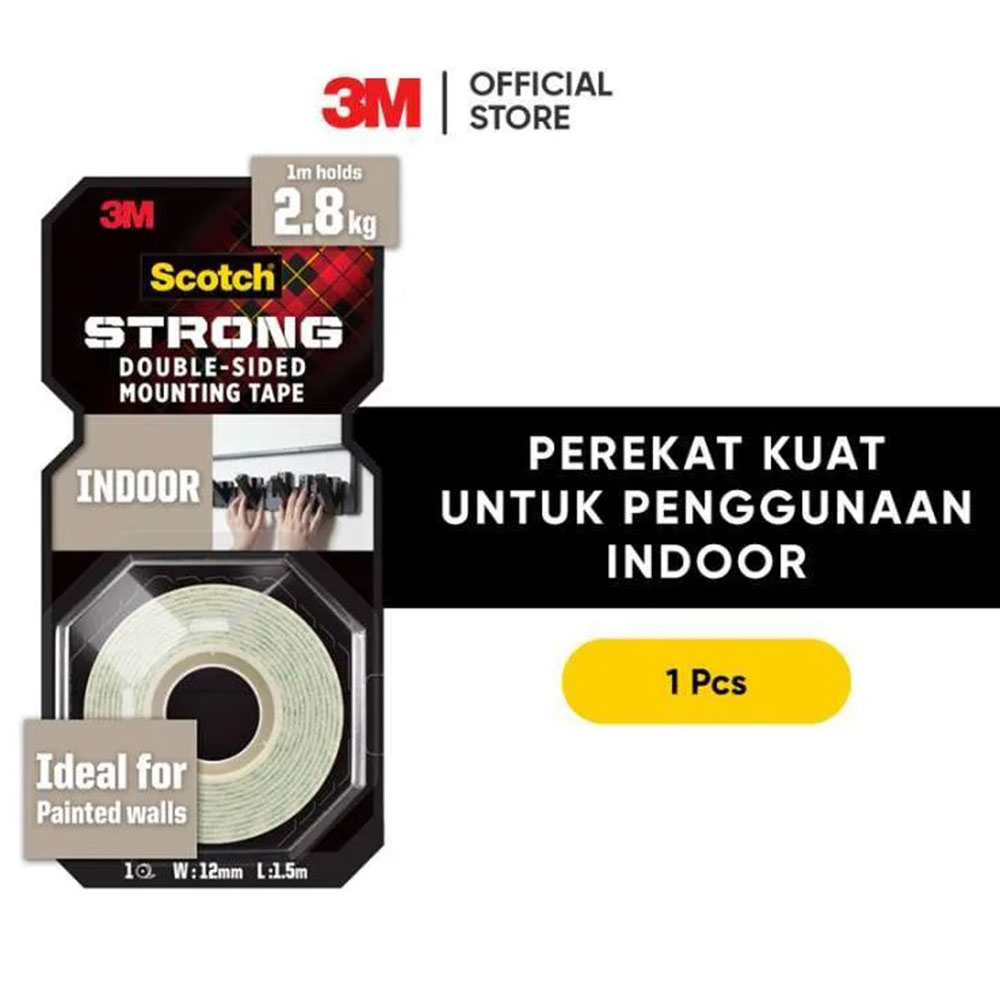 3M
OFFICIAL
STORE
1m holds
2.8kg
3M
Scotch
STRONG
DOUBLE-SIDED
MOUNTING TAPE
INDOOR
Ideal for
Painted walls
1 W:12mm L:1.5m
PEREKAT KUAT
UNTUK PENGGUNAAN
INDOOR
1 Pcs